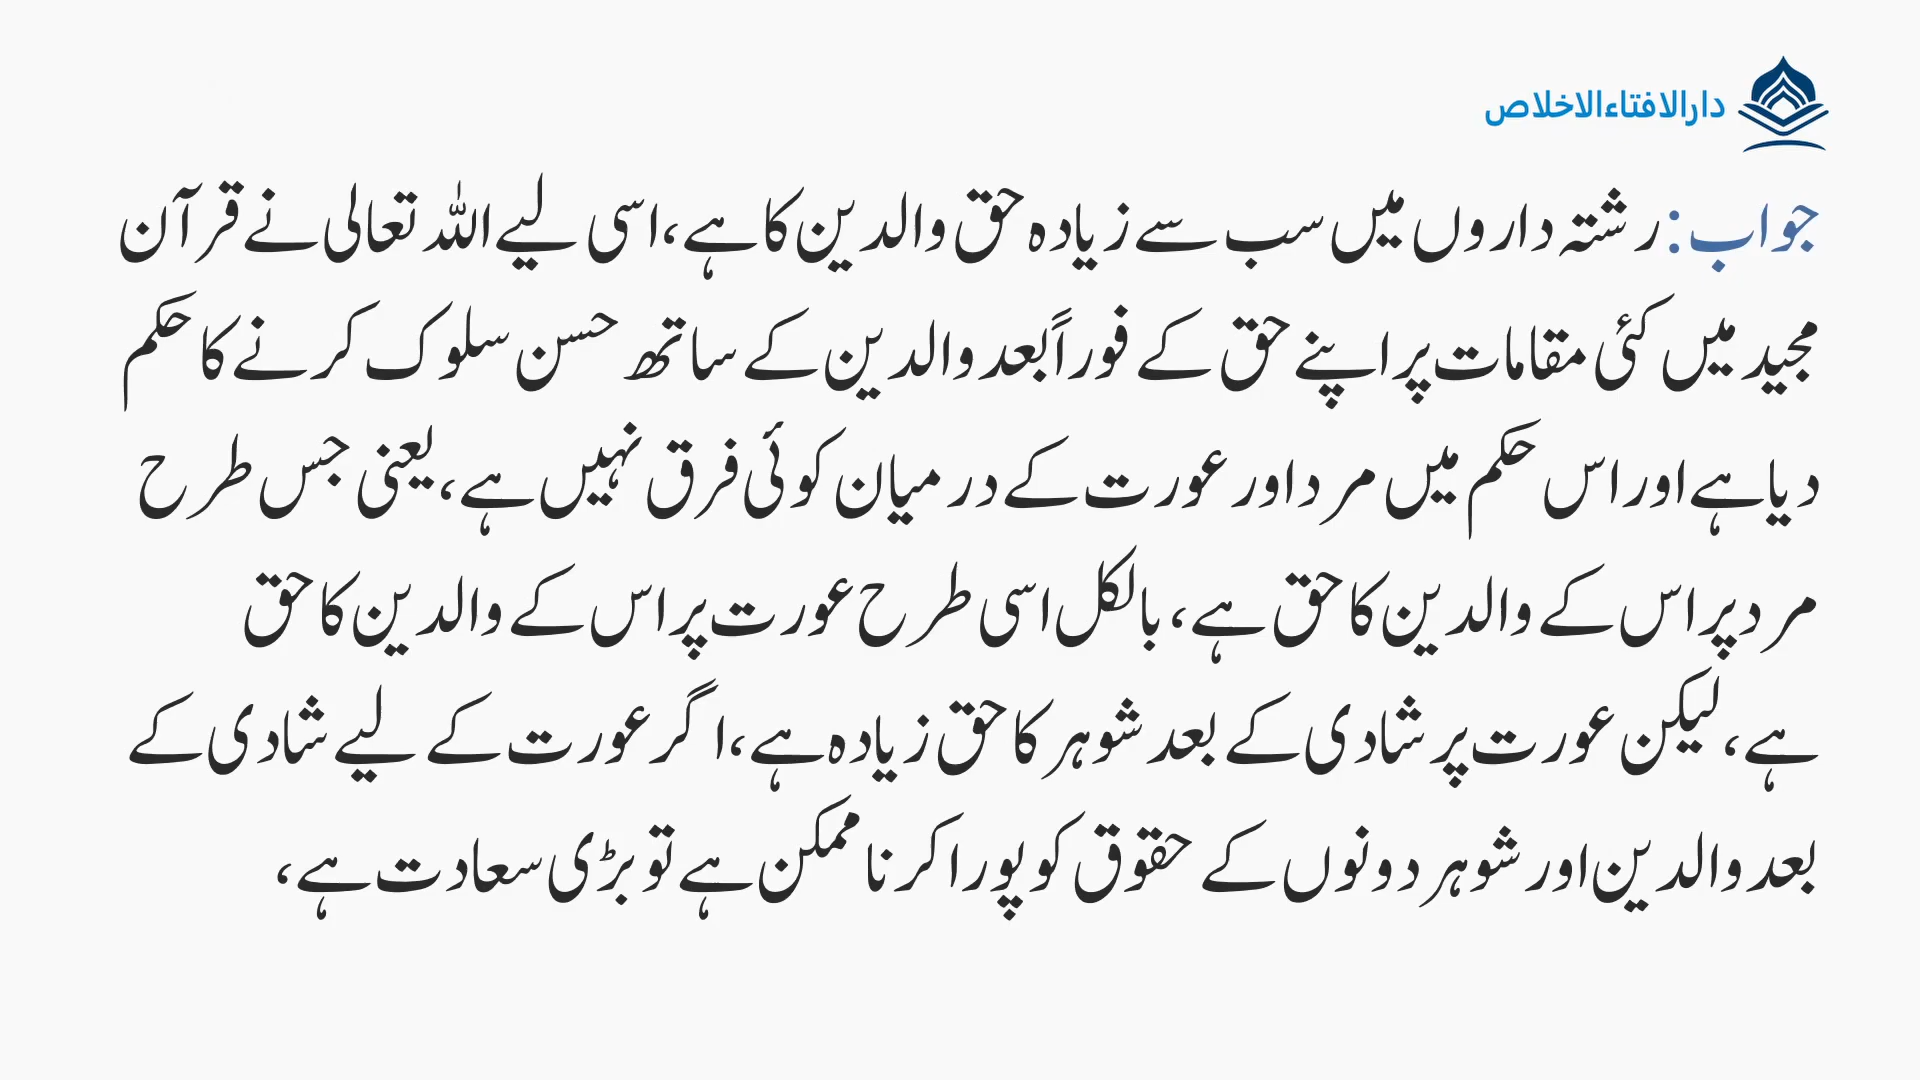 دارالافتاءالاخلاص
جواب: رشتہ داروں میں سب سے زیادہ حق والدین کا ہے، اسی لیے اللہ تعالی نے قرآن
مجید میں کئی مقامات پر اپنے حق کے فوراً بعد والدین کے ساتھ حسن سلوک کرنے کا حکم
دیا ہے اور اس حکم میں مرد اور عورت کے درمیان کوئی فرق نہیں ہے، یعنی جس طرح
مرد پر اس کے والدین کا حق ہے، بالکل اسی طرح عورت پر اس کے والدین کا حق
ہے، لیکن عورت پر شادی کے بعد شوہر کا حق زیادہ ہے، اگر عورت کے لیے شادی کے
بعد والدین اور شوہر دونوں کے حقوق کو پورا کرنا ممکن ہے تو بڑی سعادت ہے،